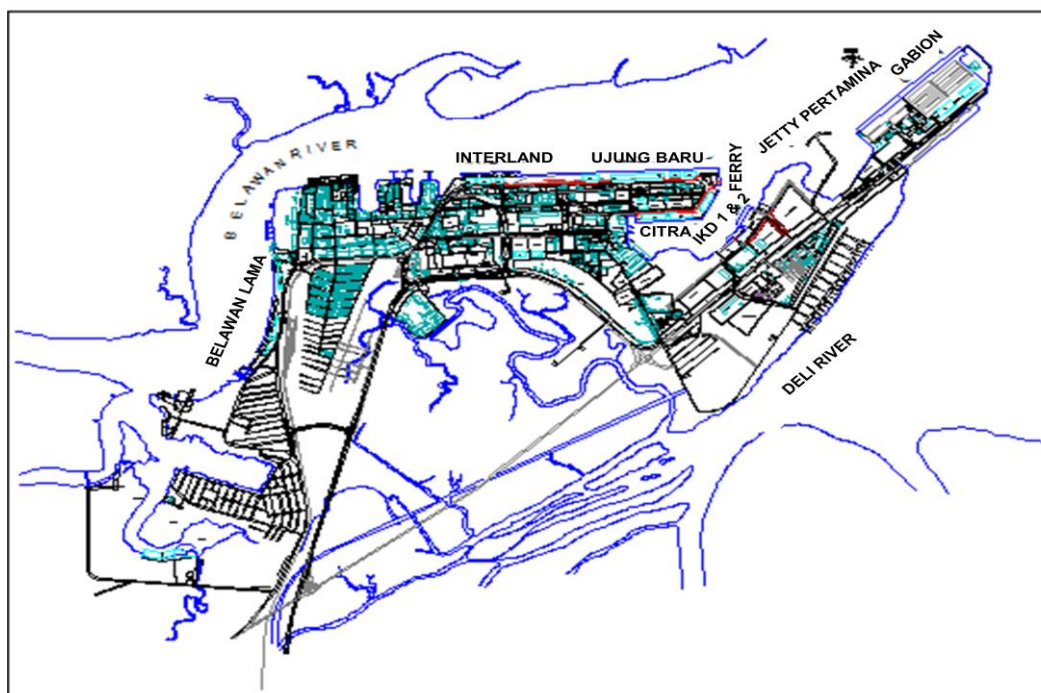 GABION
JETTY PERTAMINA
BELAWAN RIVER
INTERLAND
UJUNG BARU
FERRY
IKD 1 & 2
CITRA
BELAWAN LAMA
DELI RIVER